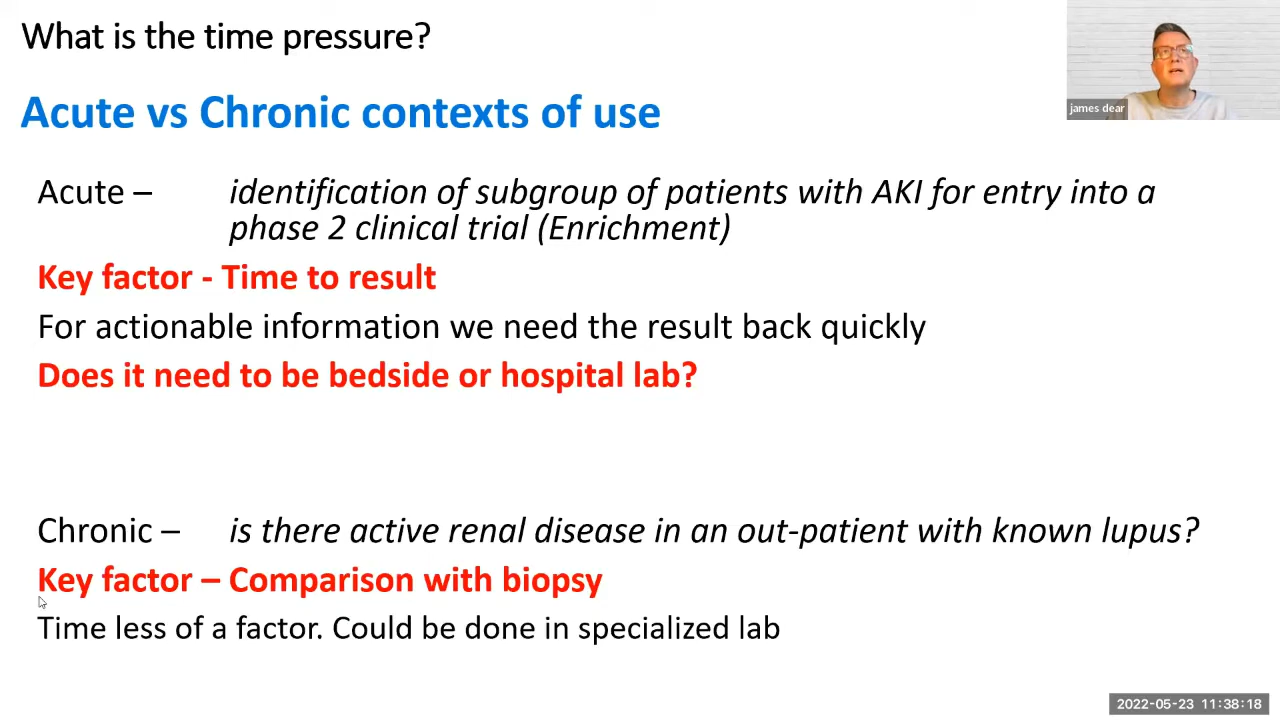 What is the time pressure?
james dear
Acute vs Chronic contexts of use
Acute – identification of subgroup of patients with AKI for entry into a
phase 2 clinical trial (Enrichment)
Key factor - Time to result
For actionable information we need the result back quickly
Does it need to be bedside or hospital lab?
Chronic – is there active renal disease in an out-patient with known lupus?
Key factor – Comparison with biopsy
Time less of a factor. Could be done in specialized lab
2022-05-23 11:38:18